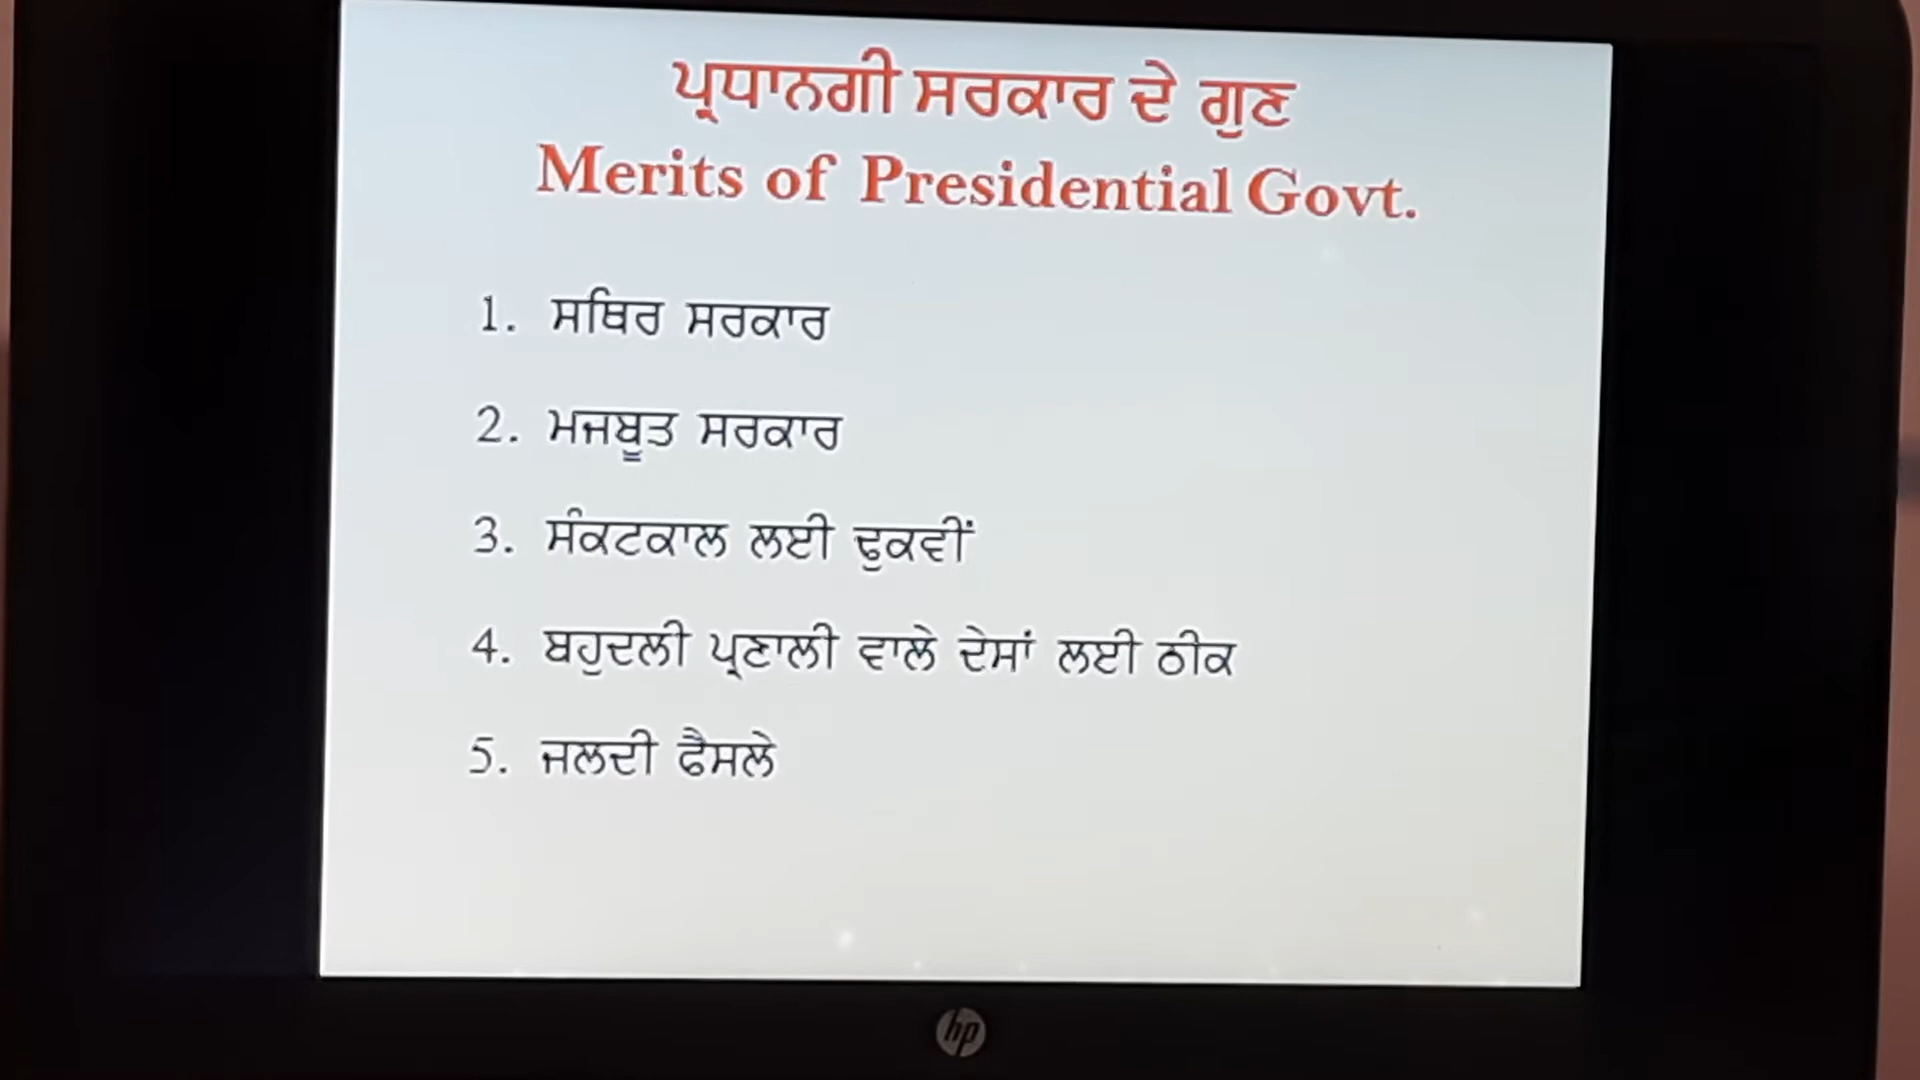 ਪ੍ਰਧਾਨਗੀ ਸਰਕਾਰ ਦੇ ਗੁਣ
Merits of Presidential Govt.
1. ਸਥਿਰ ਸਰਕਾਰ
2. ਮਜਬੂਤ ਸਰਕਾਰ
3. ਸੰਕਟਕਾਲ ਲਈ ਢੁਕਵੀਂ
4. ਬਹੁਦਲੀ ਪ੍ਰਣਾਲੀ ਵਾਲੇ ਦੇਸਾਂ ਲਈ ਠੀਕ
5. ਜਲਦੀ ਫੈਸਲੇ
hp